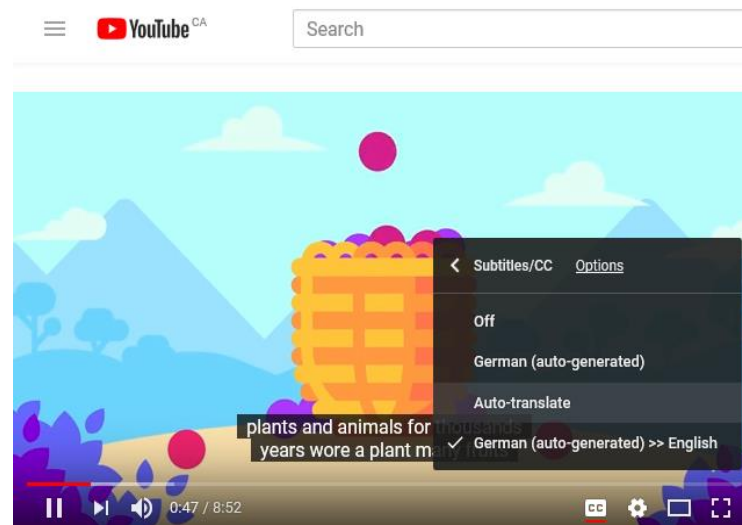 YouTube CA
Search
Subtitles/CC Options
Off
German (auto-generated)
Auto-translate
German (auto-generated) >> English
plants and animals for thousands
years wore a plant many fruits
0:47 / 8:52
CC